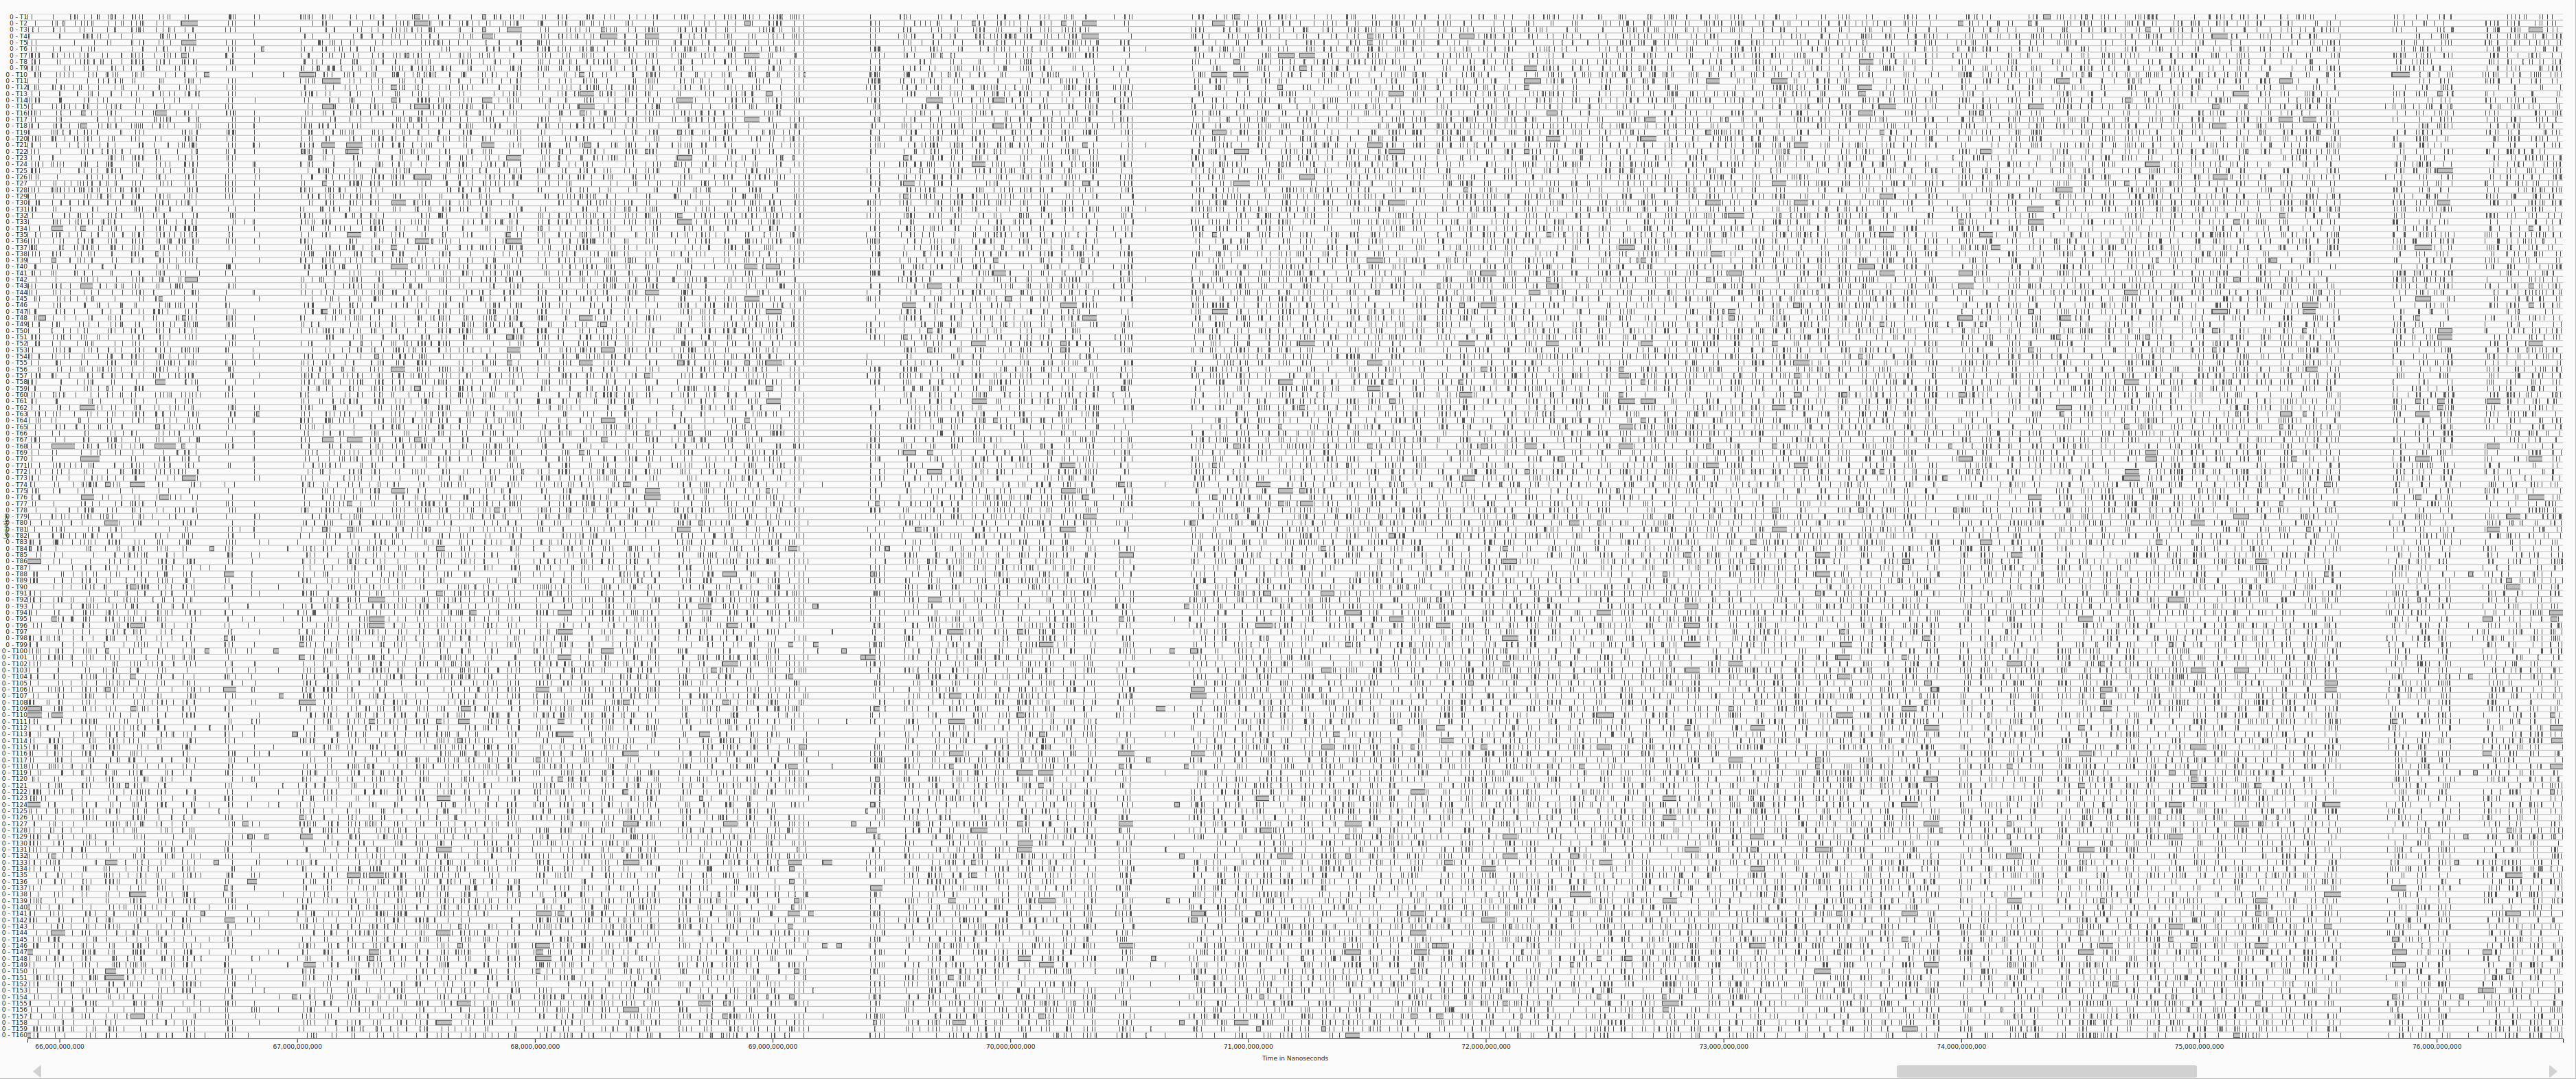 0 - T1
0 - T2
0 - T3
0 - T4
0 - T5
0 - T6
0 - T7
0 - T8
0 - T9
0 - T10
0 - T11
0 - T12
0 - T13
0 - T14
0 - T15
0 - T16
0 - T17
0 - T18
0 - T19
0 - T20
0 - T21
0 - T22
0 - T23
0 - T24
0 - T25
0 - T26
0 - T27
0 - T28
0 - T29
0 - T30
0 - T31
0 - T32
0 - T33
0 - T34
0 - T35
0 - T36
0 - T37
0 - T38
0 - T39
0 - T40
0 - T41
0 - T42
0 - T43
0 - T44
0 - T45
0 - T46
0 - T47
0 - T48
0 - T49
0 - T50
0 - T51
0 - T52
0 - T53
0 - T54
0 - T55
0 - T56
0 - T57
0 - T58
0 - T59
0 - T60
0 - T61
0 - T62
0 - T63
0 - T64
0 - T65
0 - T66
0 - T67
0 - T68
0 - T69
0 - T70
0 - T71
0 - T72
0 - T73
0 - T74
0 - T75
0 - T76
0 - T77
0 - T78
0 - T79
0 - T80
0 - T81
0 - T82
0 - T83
0 - T84
0 - T85
0 - T86
0 - T87
0 - T88
0 - T89
0 - T90
0 - T91
0 - T92
0 - T93
0 - T94
0 - T95
0 - T96
0 - T97
0 - T98
0 - T99
0 - T100
0 - T101
0 - T102
0 - T103
0 - T104
0 - T105
0 - T106
0 - T107
0 - T108
0 - T109
0 - T110
0 - T111
0 - T112
0 - T113
0 - T114
0 - T115
0 - T116
0 - T117
0 - T118
0 - T119
0 - T120
0 - T121
0 - T122
0 - T123
0 - T124
0 - T125
0 - T126
0 - T127
0 - T128
0 - T129
0 - T130
0 - T131
0 - T132
0 - T133
0 - T134
0 - T135
0 - T136
0 - T137
0 - T138
0 - T139
0 - T140
0 - T141
0 - T142
0 - T143
0 - T144
0 - T145
0 - T146
0 - T147
0 - T148
0 - T149
0 - T150
0 - T151
0 - T152
0 - T153
0 - T154
0 - T155
0 - T156
0 - T157
0 - T158
0 - T159
0 - T160
66,000,000,000 67,000,000,000 68,000,000,000 69,000,000,000 70,000,000,000 71,000,000,000 72,000,000,000 73,000,000,000 74,000,000,000 75,000,000,000 76,000,000,000
Time in Nanoseconds